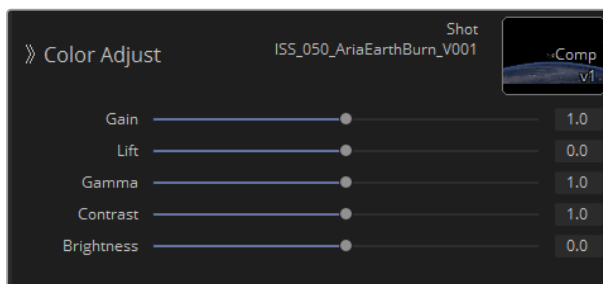 Color Adjust
Shot
ISS_050_AriaEarthBurn_V001
Comp
v1
Gain 1.0
Lift 0.0
Gamma 1.0
Contrast 1.0
Brightness 0.0